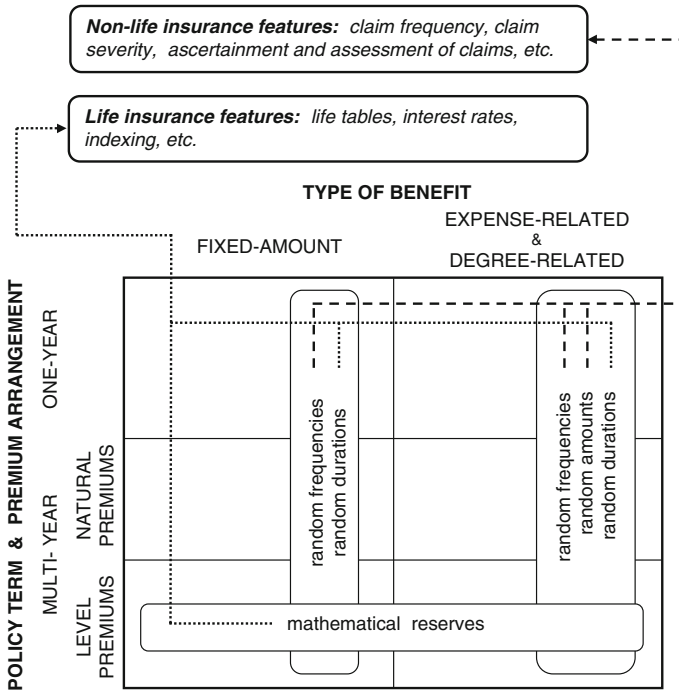 Non-life insurance features: claim frequency, claim
severity, ascertainment and assessment of claims, etc.
Life insurance features: life tables, interest rates,
indexing, etc.
TYPE OF BENEFIT
FIXED-AMOUNT
EXPENSE-RELATED
&
DEGREE-RELATED
POLICY TERM & PREMIUM ARRANGEMENT
ONE-YEAR
MULTI- YEAR
NATURAL
PREMIUMS
LEVEL
PREMIUMS
random frequencies
random durations
random frequencies
random amounts
random durations
mathematical reserves